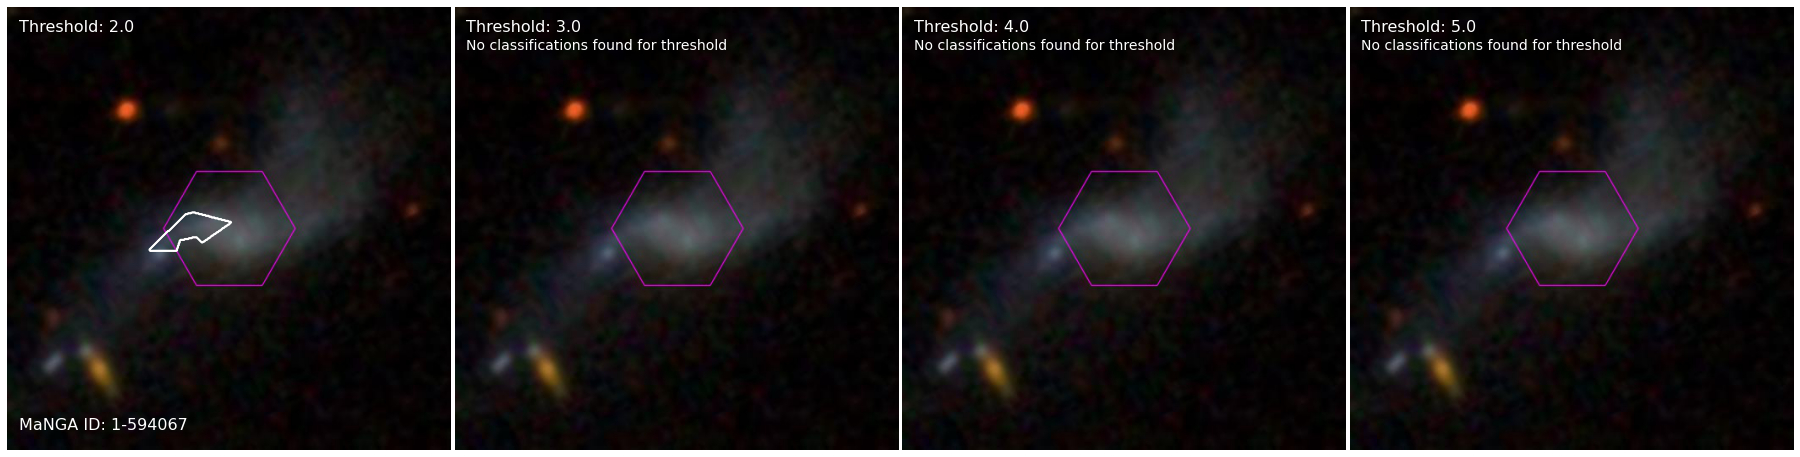 Threshold: 2.0
MaNGA ID: 1-594067
Threshold: 3.0
No classifications found for threshold
Threshold: 4.0
No classifications found for threshold
Threshold: 5.0
No classifications found for threshold